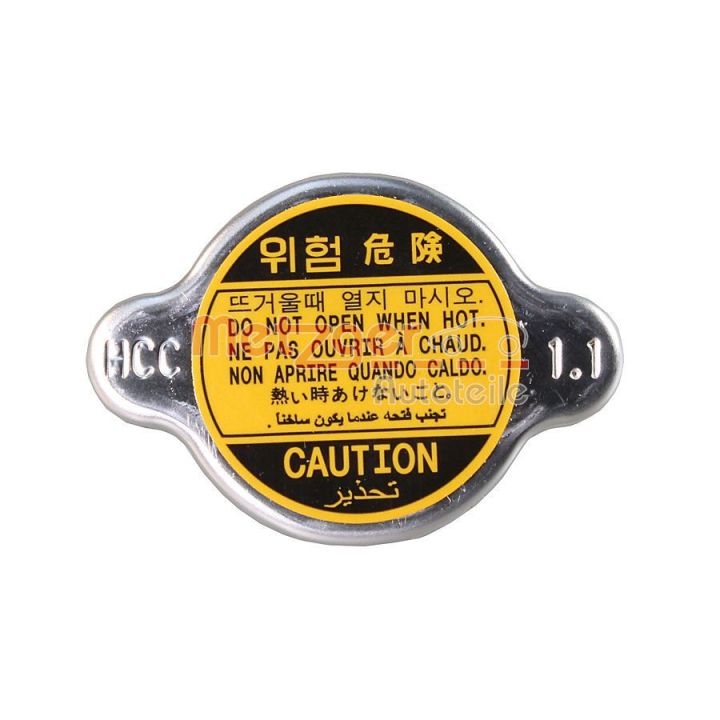 위험 危険
뜨거울때 열지 마시오.
DO NOT OPEN WHEN HOT.
NE PAS OUVRIR À CHAUD.
NON APRIRE QUANDO CALDO.
熱い時あけないこと。
تجنب فتحه عندما يكون ساخناً.
CAUTION
تحذير
HCC 1.1
metzger
Autoteile